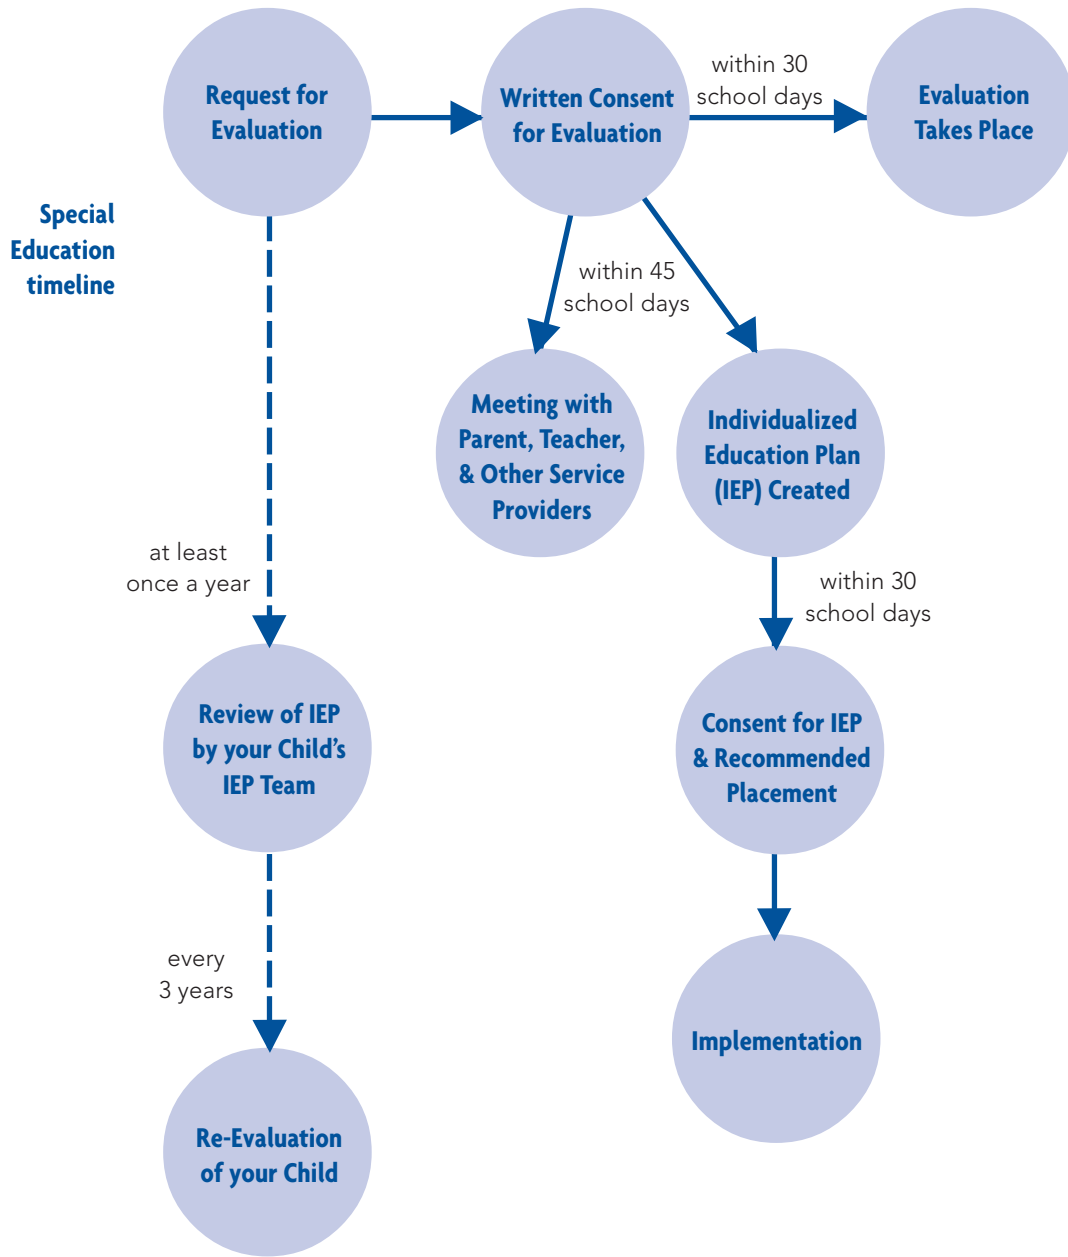 Request for
Evaluation
Written Consent
for Evaluation
within 30
school days
Evaluation
Takes Place
Special
Education
timeline
within 45
school days
Meeting with
Parent, Teacher,
& Other Service
Providers
Individualized
Education Plan
(IEP) Created
at least
once a year
within 30
school days
Review of IEP
by your Child’s
IEP Team
Consent for IEP
& Recommended
Placement
every
3 years
Implementation
Re-Evaluation
of your Child